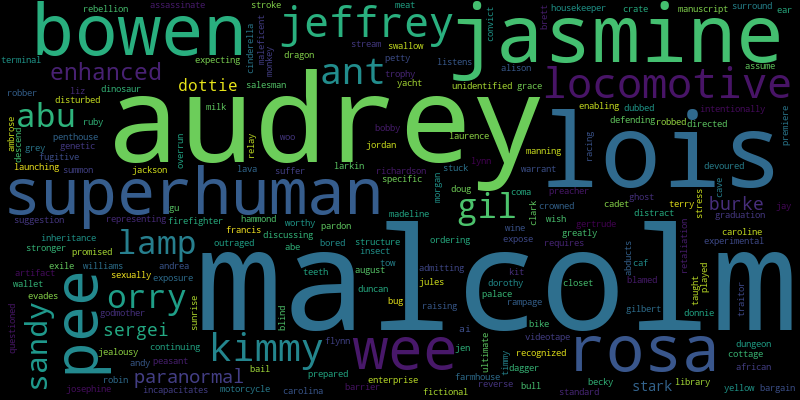 rebellion
assassinate
stroke
meat
convict
brett
housekeeper
crate
manuscript
surround
ear
bowen
jeffrey
jasmine
cinderella
maleficent
monkey
dragon
stream
swallow
listens
petty
alison
terminal
expecting
enhanced
dottie
ant
trophy
yacht
unidentified
grace
locomotive
assume
robber
dinosaur
liz
disturbed
salesman
milk
audrey
enabling
dubbed
robbed
intentionally
abu
ruby
penthouse
genetic
ambrose
descend
grey
fugitive
launching
summon
jackson
overrun
relay
woo
bobby
jordan
laurence
manning
defending
directed
premiere
lava
suffer
larkin
richardson
specific
stuck
lynn
warrant
racing
lois
devoured
superhuman
morgan
doug
coma
preacher
ghost
cave
stress
suggestion
representing
gu
firefighter
hammond
worthy
pardon
madeline
gil
clark
crowned
wish
cadet
distract
terry
burke
graduation
jay
gertrude
inheritance
stronger
promised
lamp
outraged
francis
abe
discussing
bored
structure
insect
ordering
wine
expose
greatly
requires
caroline
retaliation
experimental
exile
williams
sexually
andrea
exposure
teeth
august
tow
admitting
kit
dorothy
closet
abducts
caf
blamed
taught
played
artifact
wallet
evades
pee
orry
godmother
sunrise
malcolm
duncan
bug
jules
raising
palace
rampage
gilbert
donnie
traitor
questioned
sandy
sergei
jealousy
continuing
blind
ai
bike
videotape
dungeon
cottage
kimmy
flynn
wee
jen
ultimate
timmy
recognized
rosa
andy
peasant
robin
paranormal
bail
prepared
enterprise
farmhouse
dagger
becky
stark
library
african
josephine
incapacitates
motorcycle
carolina
barrier
fictional
reverse
bull
standard
yellow
bargain